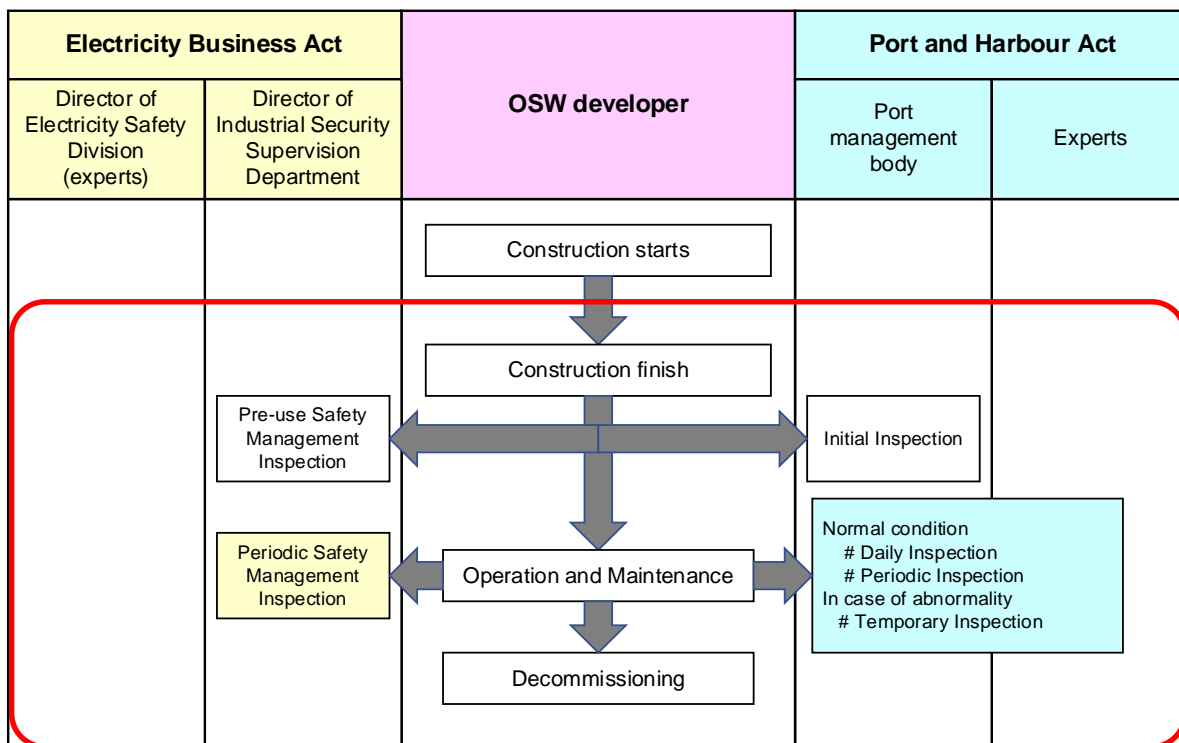 Electricity Business Act
OSW developer
Port and Harbour Act
Director of
Electricity Safety
Division
(experts)
Director of
Industrial Security
Supervision
Department
Port
management
body
Experts
Construction starts
Construction finish
Pre-use Safety
Management
Inspection
Initial Inspection
Periodic Safety
Management
Inspection
Operation and Maintenance
Normal condition
# Daily Inspection
# Periodic Inspection
In case of abnormality
# Temporary Inspection
Decommissioning